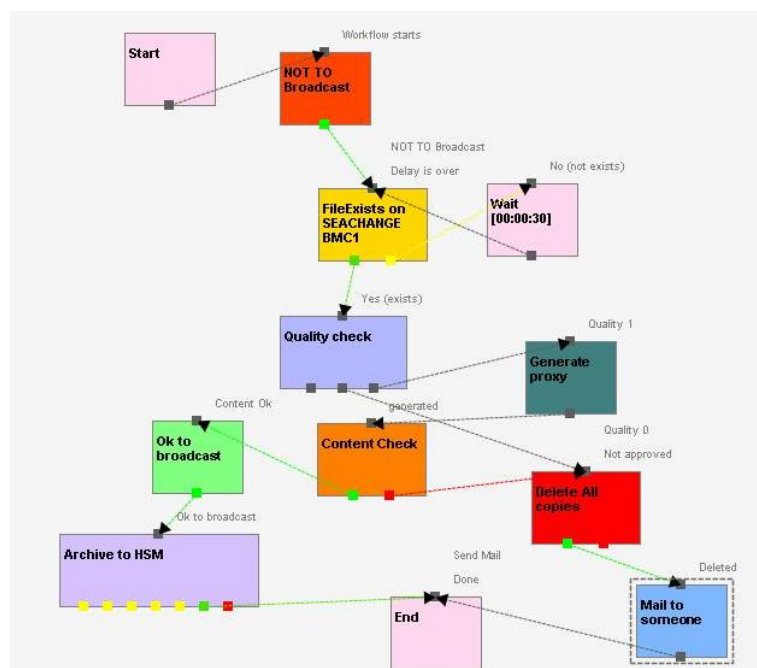 Workflow starts
Start
NOT TO
Broadcast
NOT TO Broadcast
Delay is over
No (not exists)
FileExists on
SEACHANGE
BMC1
Wait
[00:00:30]
Yes (exists)
Quality check
Quality 1
Generate
proxy
generated
Content Ok
Ok to
broadcast
Content Check
Quality 0
Not approved
Delete All
copies
Ok to broadcast
Archive to HSM
Send Mail
Done
Deleted
End
Mail to
someone